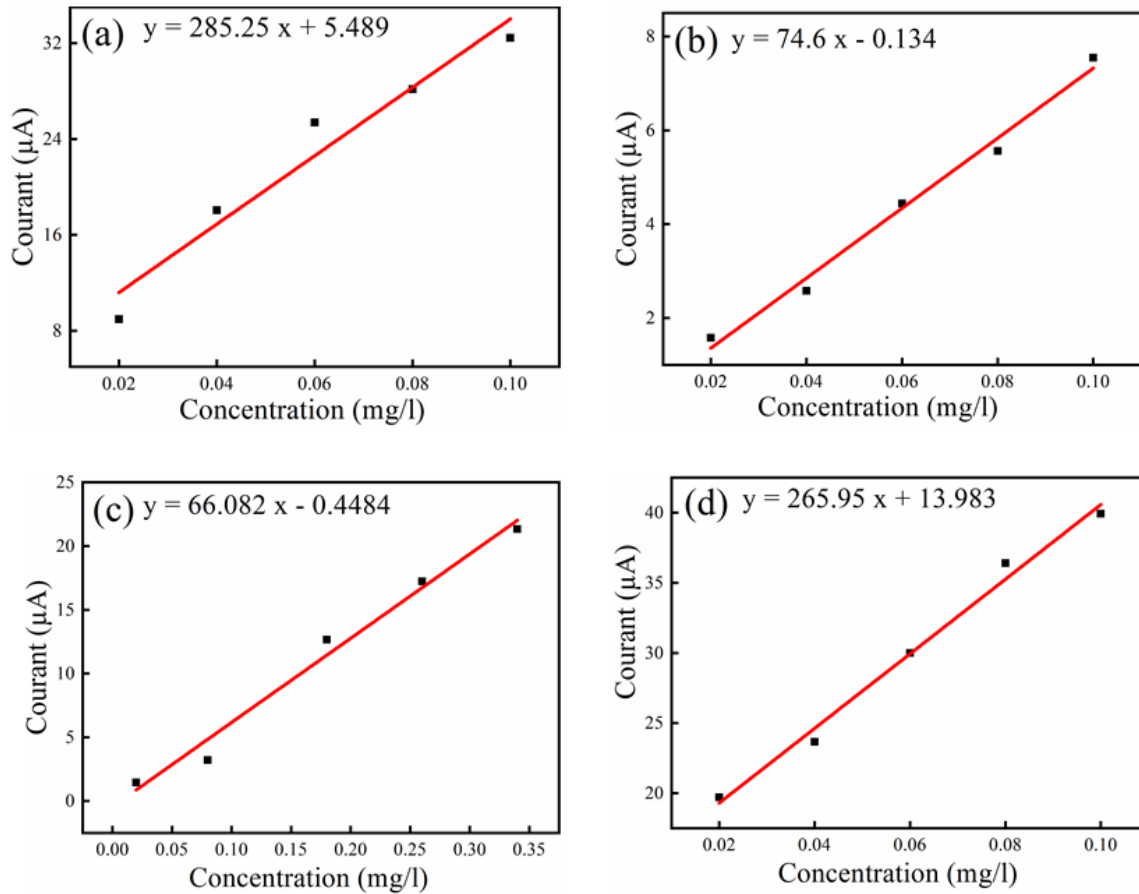 (a) y = 285.25 x + 5.489
32
24
16
8
Courant (µA)
0.02 0.04 0.06 0.08 0.10
Concentration (mg/l)
(b) y = 74.6 x - 0.134
8
6
4
2
Courant (µA)
0.02 0.04 0.06 0.08 0.10
Concentration (mg/l)
(c) y = 66.082 x - 0.4484
25
20
15
10
5
0
Courant (µA)
0.00 0.05 0.10 0.15 0.20 0.25 0.30 0.35
Concentration (mg/l)
(d) y = 265.95 x + 13.983
40
35
30
25
20
Courant (µA)
0.02 0.04 0.06 0.08 0.10
Concentration (mg/l)